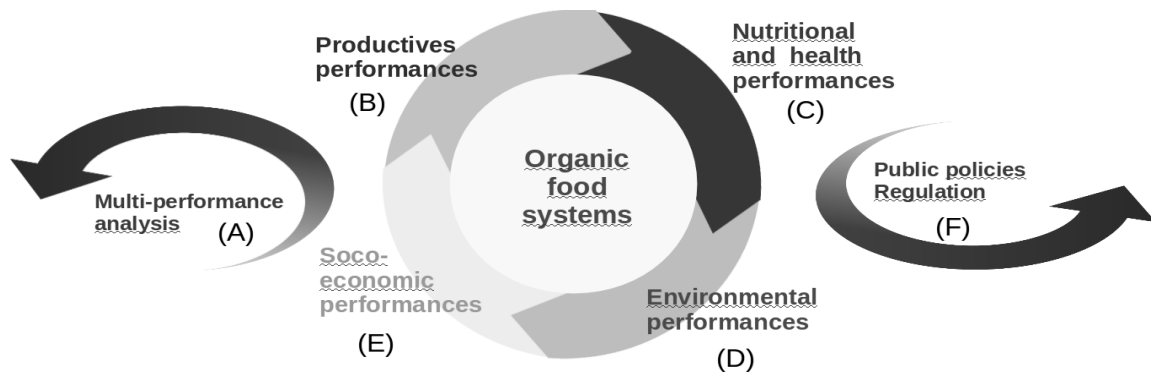 Productives
performances
(B)
Nutritional
and health
performances
(C)
Multi-performance
analysis (A)
Organic
food
systems
Public policies
Regulation
(F)
Soco-
economic
performances
(E)
Environmental
performances
(D)